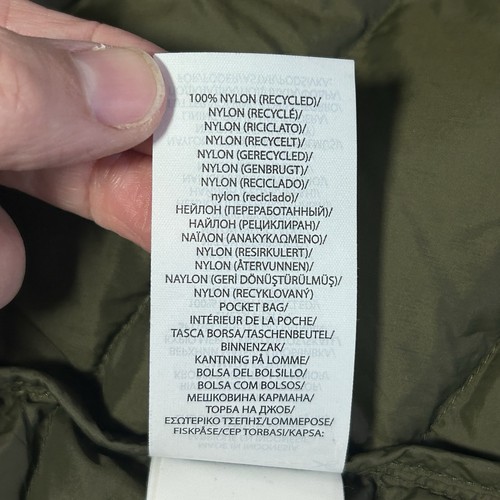 100% NYLON (RECYCLED)/
NYLON (RECYCLÉ)/
NYLON (RICICLATO)/
NYLON (RECYCELT)/
NYLON (GERECYCLED)/
NYLON (GENBRUGT)/
NYLON (RECICLADO)/
nylon (reciclado)/
НЕЙЛОН (ПЕРЕРАБОТАННЫЙ)/
НАЙЛОН (РЕЦИКЛИРАН)/
ΝΑΪΛΟΝ (ΑΝΑΚΥΚΛΩΜΕΝΟ)/
NYLON (RESIRKULERT)/
NYLON (ÅTERVUNNEN)/
NAYLON (GERİ DÖNÜŞTÜRÜLMÜŞ)/
NYLON (RECYKLOVANÝ)
POCKET BAG/
INTÉRIEUR DE LA POCHE/
TASCA BORSA/TASCHENBEUTEL/
BINNENZAK/
KANTNING PÅ LOMME/
BOLSA DEL BOLSILLO/
BOLSA COM BOLSOS/
МЕШКОВИНА КАРМАНА/
ТОРБА НА ДЖОБ/
ΕΣΩΤΕΡΙΚΟ ΤΣΕΠΗΣ/LOMMEPOSE/
FISKPÅSE/CEP TORBASI/KAPSA: